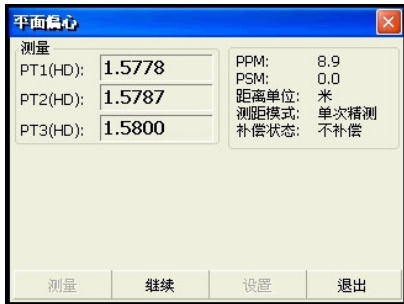 平面偏心
测量
PT1(HD): 1.5778
PT2(HD): 1.5787
PT3(HD): 1.5800
PPM: 8.9
PSM: 0.0
距离单位: 米
测距模式: 单次精测
补偿状态: 不补偿
测量 继续 设置 退出